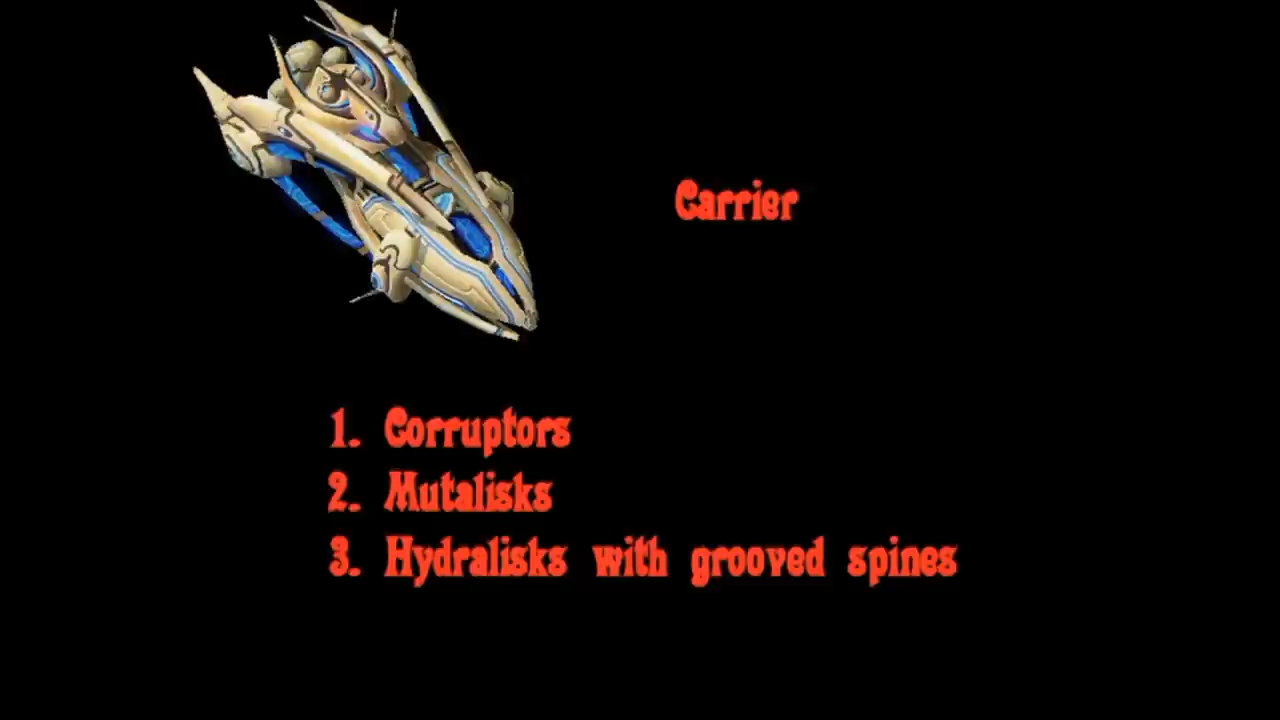 Carrier
1. Corruptors
2. Mutalisks
3. Hydralisks with grooved spines